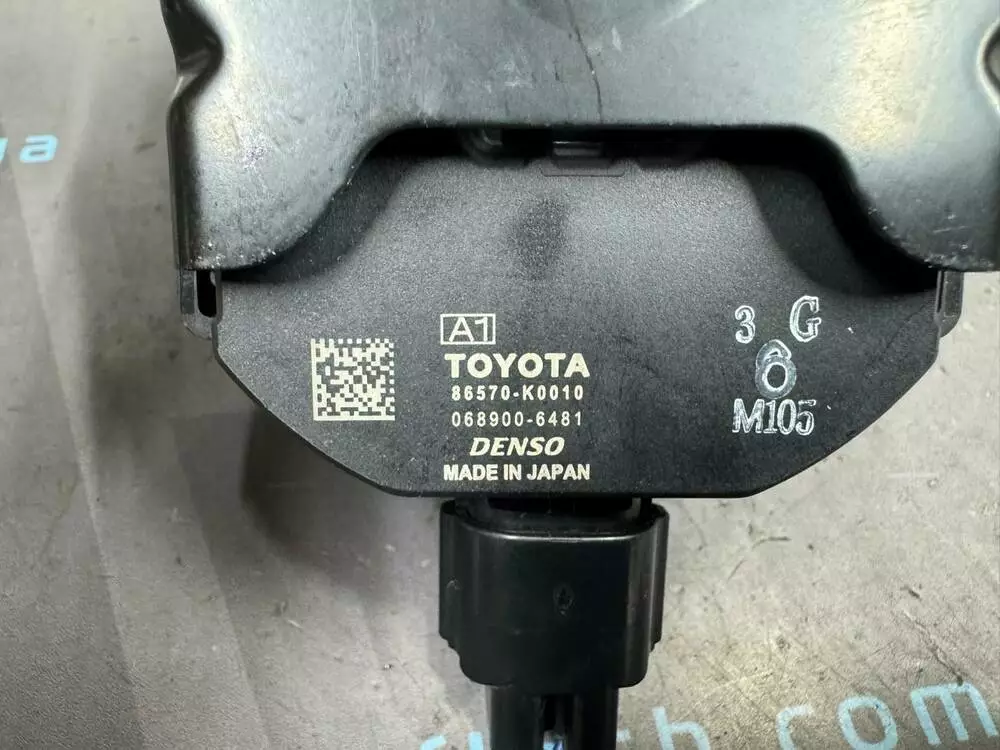 A1
TOYOTA
86570-K0010
068900-6481
DENSO
MADE IN JAPAN
3 G
6
M105